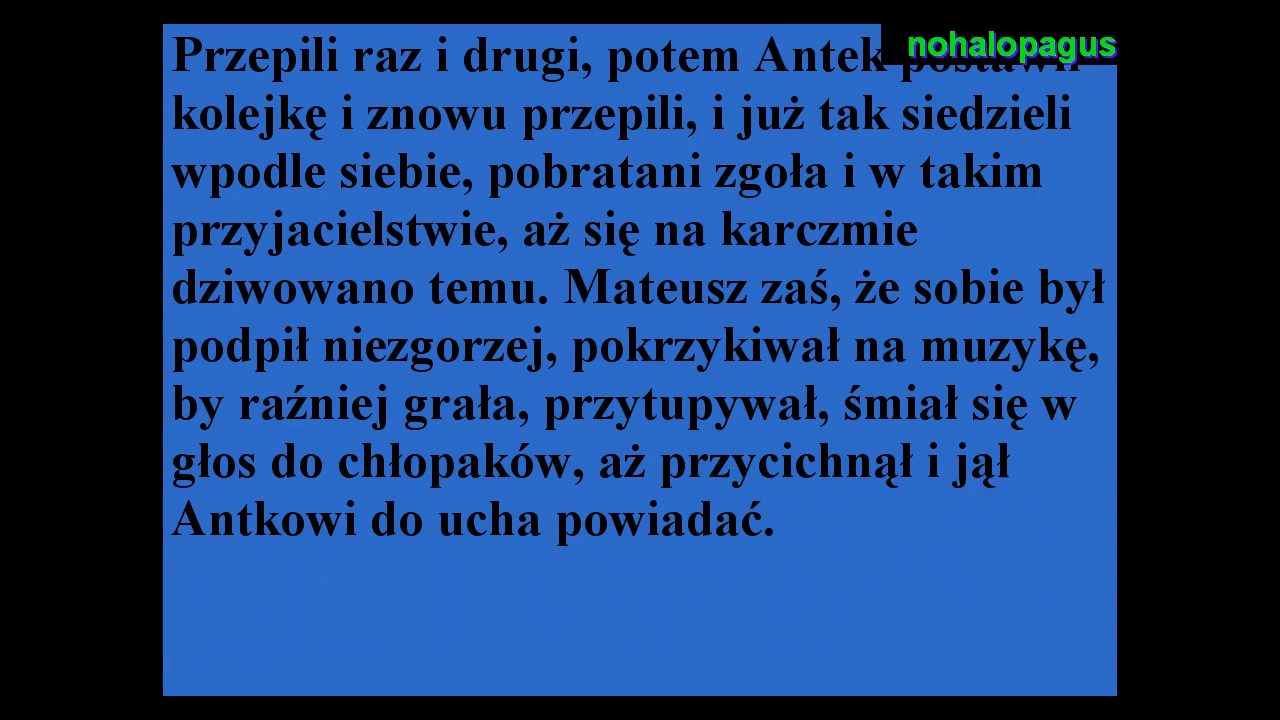 Przepili raz i drugi, potem Antek
nohalopagus
kolejkę i znowu przepili, i już tak siedzieli
wpodle siebie, pobratani zgoła i w takim
przyjacielstwie, aż się na karczmie
dziwowano temu. Mateusz zaś, że sobie był
podpił niezgorzej, pokrzykiwał na muzykę,
by raźniej grała, przytupywał, śmiał się w
głos do chłopaków, aż przycichnął i jął
Antkowi do ucha powiadać.